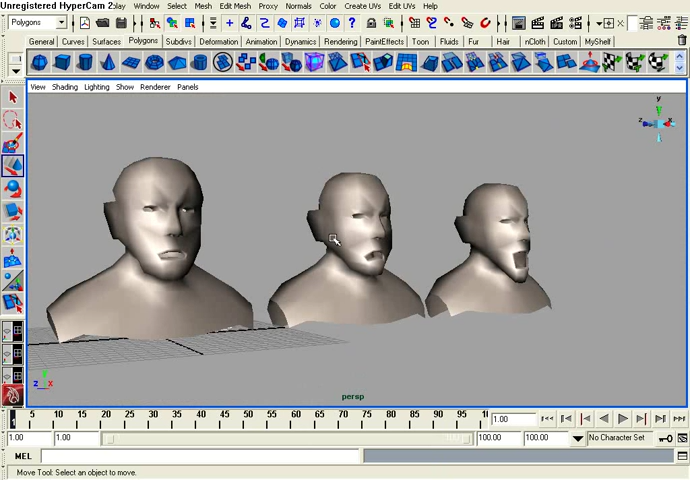 Unregistered HyperCam 2
play Window Select Mesh Edit Mesh Proxy Normals Color Create UVs Edit UVs Help
Polygons
General Curves Surfaces Polygons Subdivs Deformation Animation Dynamics Rendering PaintEffects Toon Fluids Fur Hair nCloth Custom MyShelf
View Shading Lighting Show Renderer Panels
y
z x
y
z x
persp
5 10 15 20 25 30 35 40 45 50 55 60 65 70 75 80 85 90 95 1.00
1.00 1.00 100.00 100.00 No Character Set
MEL
Move Tool: Select an object to move.